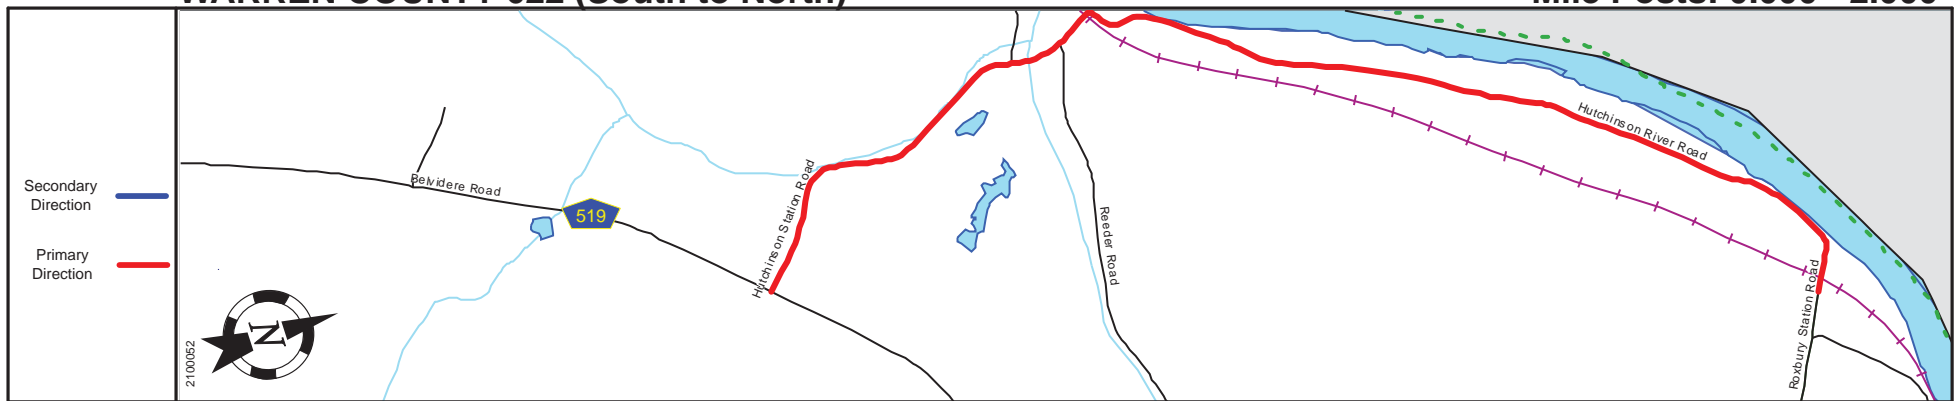 Secondary
Direction
Primary
Direction
2100052
N
Belvidere Road
519
Hutchinson Station Road
Reeder Road
Hutchinson River Road
Roxbury Station Road